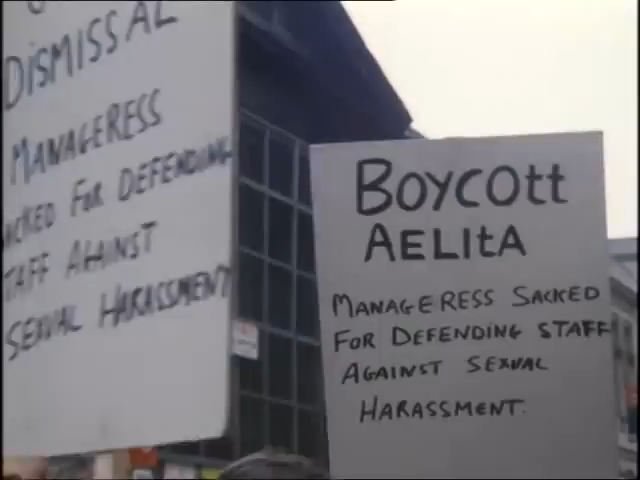 DISMISSAL
MANAGERESS
FOR DEFENDING
AGAINST
SEXUAL HARASSMENT
BOYCOTT
AELITA
MANAGERESS SACKED
FOR DEFENDING STAFF
AGAINST SEXUAL
HARASSMENT.